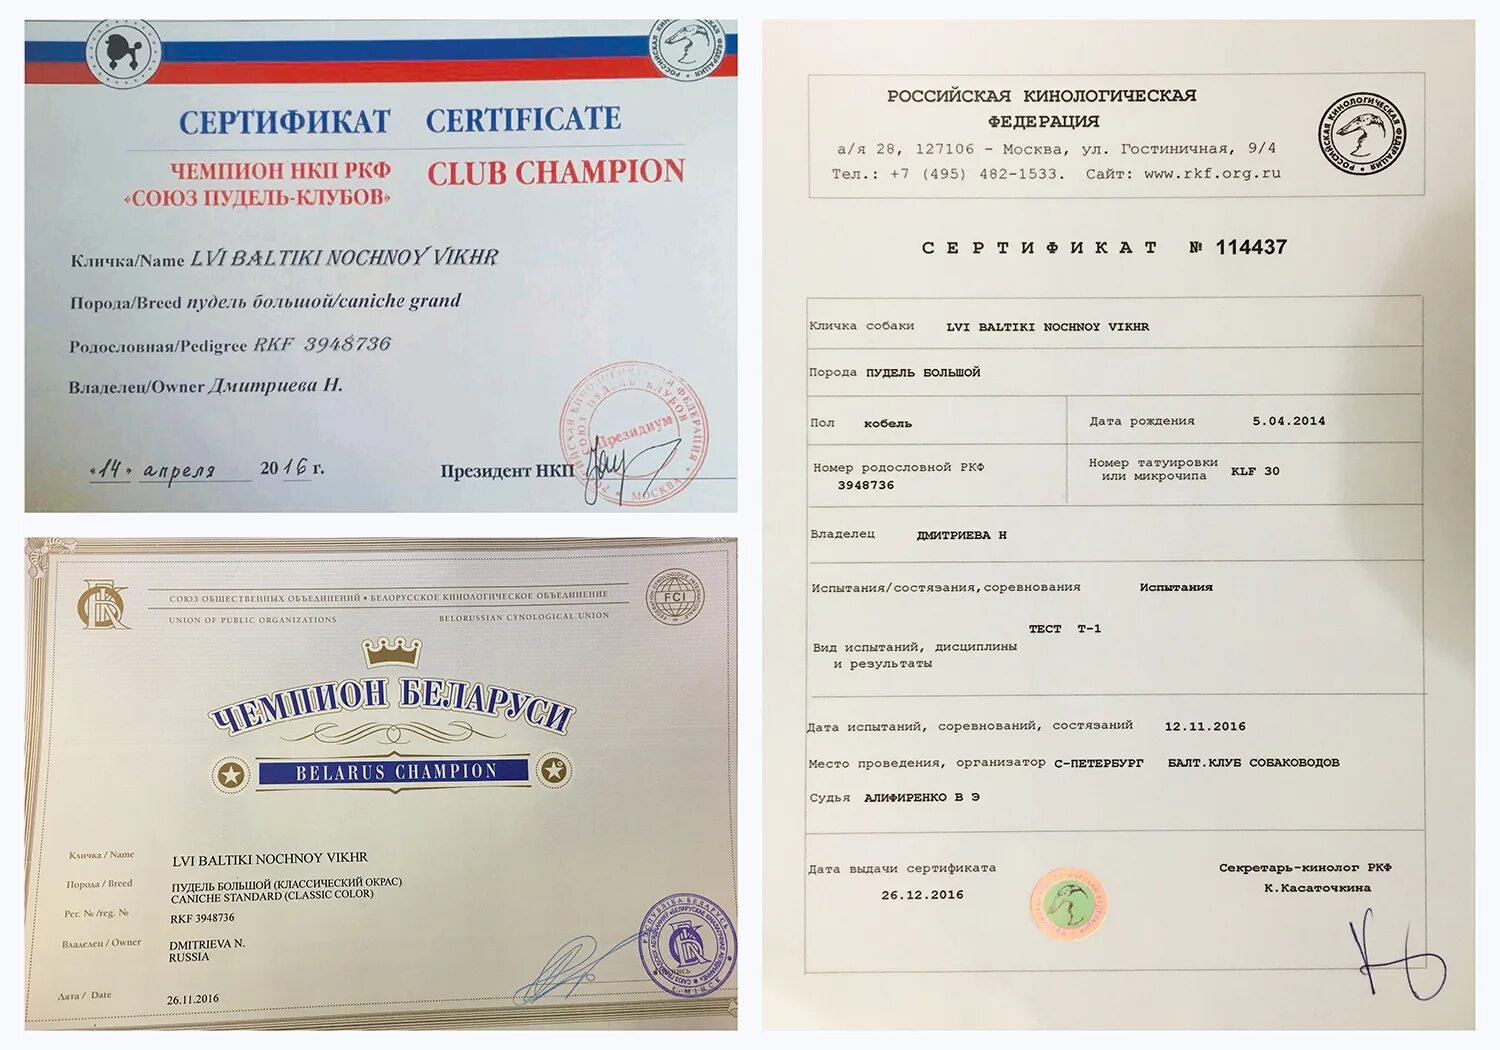 РОССИЙСКАЯ КИНОЛОГИЧЕСКАЯ
СЕРТИФИКАТ CERTIFICATE
ЧЕМПИОН НКП РКФ
«СОЮЗ ПУДЕЛЬ-КЛУБОВ»
CLUB CHAMPION
Кличка/Name LVI BALTIKI NOCHNOY VIKHR
Порода/Breed пудель большой/caniche grand
Родословная/Pedigree RKF 3948736
Владелец/Owner Дмитриева Н.
«14» апреля 2016 г.
Президент НКП
Президиум
МОСКВА
СОЮЗ ОБЩЕСТВЕННЫХ ОБЪЕДИНЕНИЙ • БЕЛОРУССКОЕ КИНОЛОГИЧЕСКОЕ ОБЪЕДИНЕНИЕ
UNION OF PUBLIC ORGANIZATIONS BELORUSSIAN CYNOLOGICAL UNION
FCI
ЧЕМПИОН БЕЛАРУСИ
BELARUS CHAMPION
Кличка / Name LVI BALTIKI NOCHNOY VIKHR
Порода / Breed ПУДЕЛЬ БОЛЬШОЙ (КЛАССИЧЕСКИЙ ОКРАС)
CANICHE STANDARD (CLASSIC COLOR)
Рег. № /reg. № RKF 3948736
Владелец / Owner DMITRIEVA N.
RUSSIA
Дата / Date 26.11.2016
РОССИЙСКАЯ КИНОЛОГИЧЕСКАЯ
ФЕДЕРАЦИЯ
а/я 28, 127106 - Москва, ул. Гостиничная, 9/4
Тел.: +7 (495) 482-1533. Сайт: www.rkf.org.ru
РОССИЙСКАЯ КИНОЛОГИЧЕСКАЯ ФЕДЕРАЦИЯ
СЕРТИФИКАТ № 114437
Кличка собаки LVI BALTIKI NOCHNOY VIKHR
Порода ПУДЕЛЬ БОЛЬШОЙ
Пол кобель Дата рождения 5.04.2014
Номер родословной РКФ
3948736
Номер татуировки
или микрочипа KLF 30
Владелец ДМИТРИЕВА Н
Испытания/состязания,соревнования Испытания
ТЕСТ Т-1
Вид испытаний, дисциплины
и результаты
Дата испытаний, соревнований, состязаний 12.11.2016
Место проведения, организатор С-ПЕТЕРБУРГ БАЛТ.КЛУБ СОБАКОВОДОВ
Судья АЛИФИРЕНКО В Э
Дата выдачи сертификата
26.12.2016
Секретарь-кинолог РКФ
К.Касаточкина